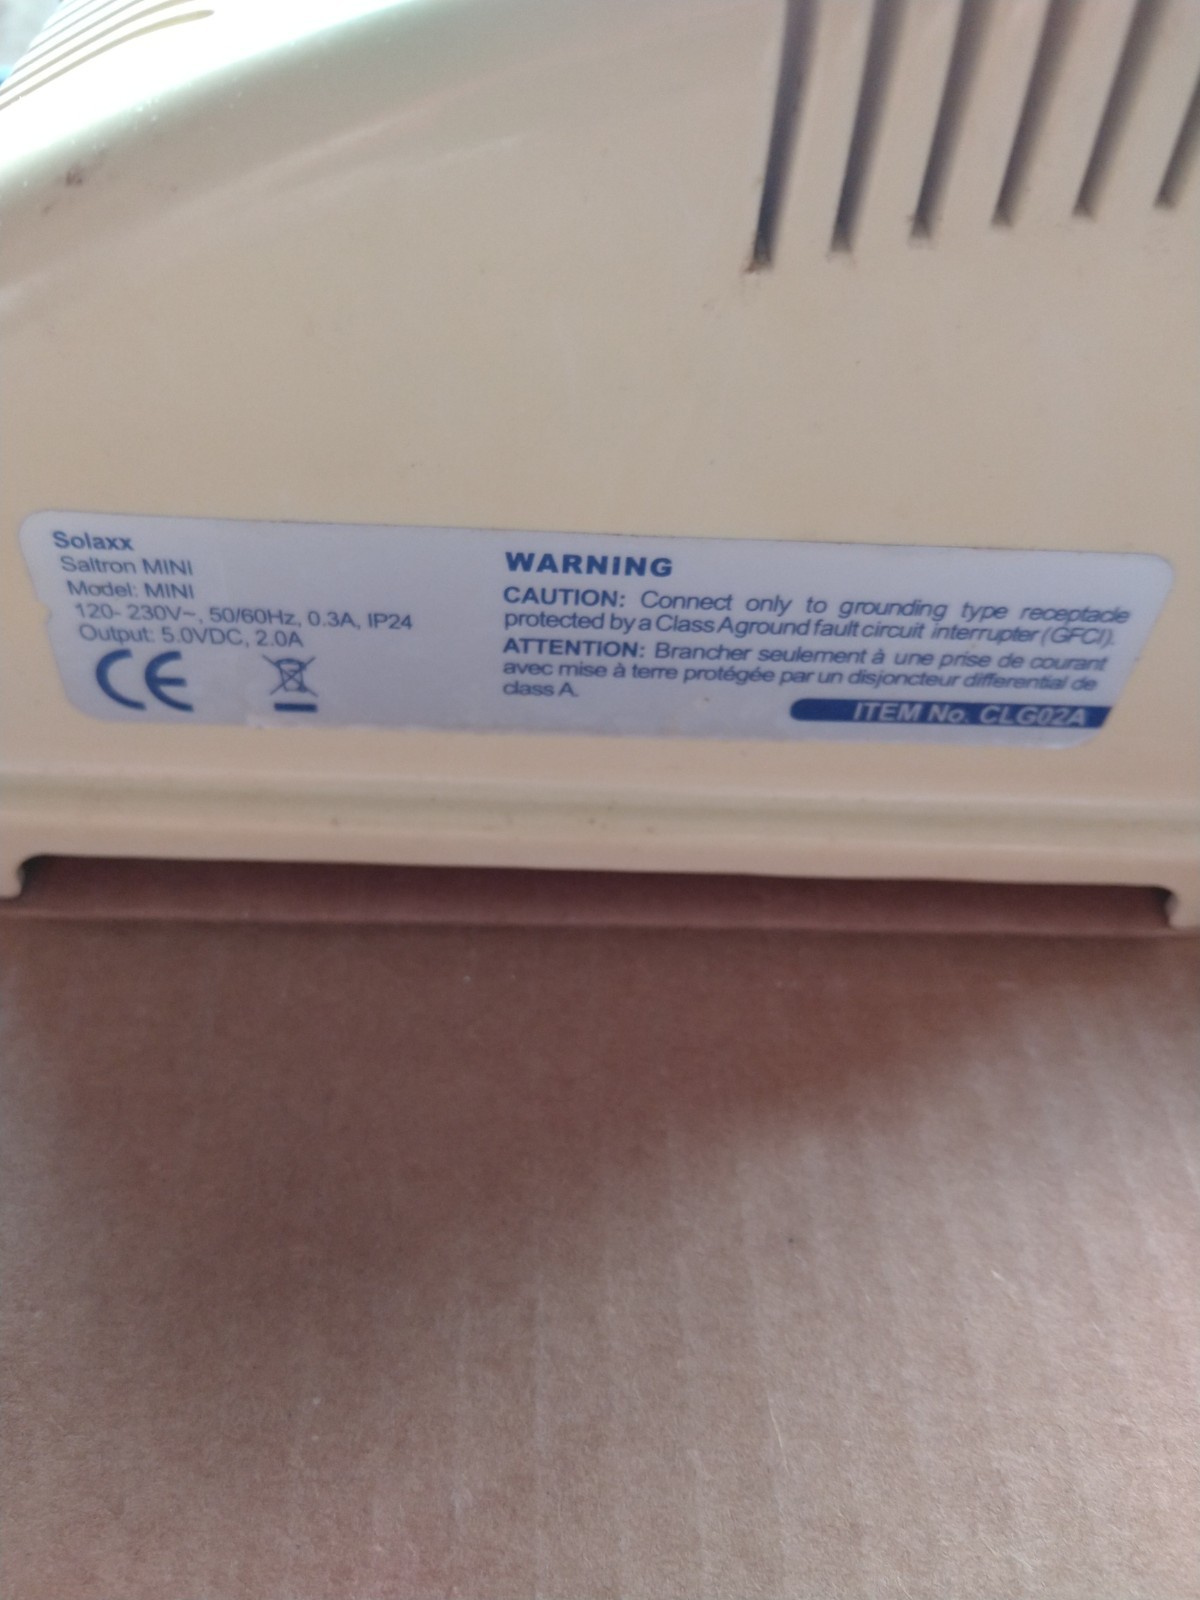 Solaxx
Saltron MINI
Model: MINI
120- 230V~, 50/60Hz, 0.3A, IP24
Output: 5.0VDC, 2.0A
CE
WARNING
CAUTION: Connect only to grounding type receptacle
protected by a Class A ground fault circuit interrupter (GFCI).
ATTENTION: Brancher seulement à une prise de courant
avec mise à terre protégée par un disjoncteur differential de
class A.
ITEM No. CLG02A